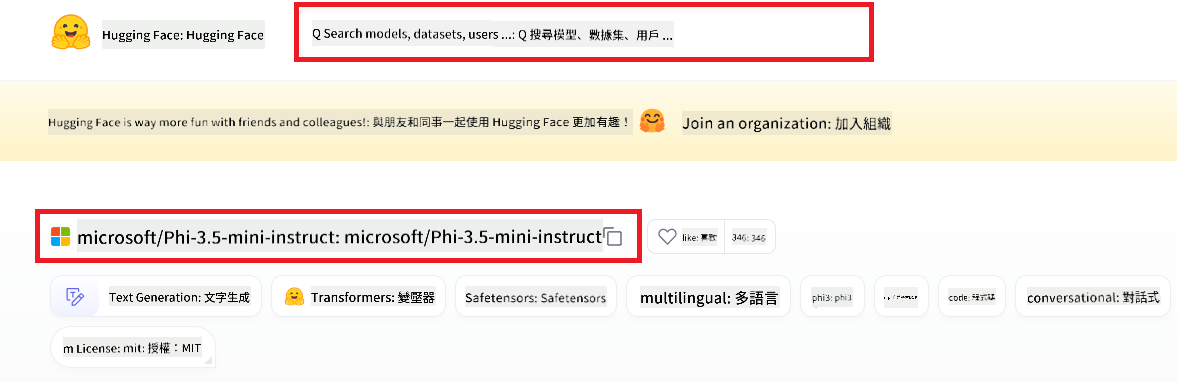 Hugging Face: Hugging Face
Q Search models, datasets, users ...: Q 搜尋模型、數據集、用戶 ...
Hugging Face is way more fun with friends and colleagues!: 與朋友和同事一起使用 Hugging Face 更加有趣！
Join an organization: 加入組織
microsoft/Phi-3.5-mini-instruct: microsoft/Phi-3.5-mini-instruct
like:
346: 346
Text Generation: 文字生成
Transformers: 變壓器
Safetensors: Safetensors
multilingual: 多語言
phi3: phi3
code: 程式碼
conversational: 對話式
m License: mit: 授權：MIT